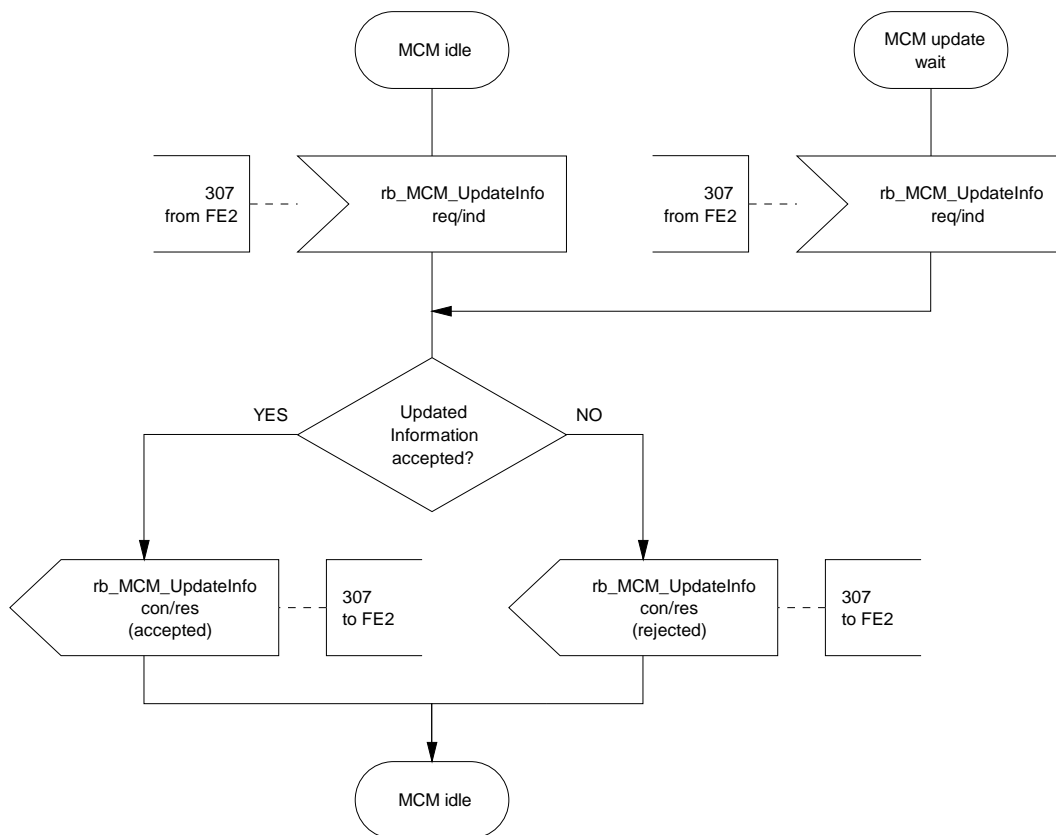 MCM idle
MCM update
wait
307
from FE2
rb_MCM_UpdateInfo
req/ind
307
from FE2
rb_MCM_UpdateInfo
req/ind
YES
Updated
Information
accepted?
NO
rb_MCM_UpdateInfo
con/res
(accepted)
307
to FE2
rb_MCM_UpdateInfo
con/res
(rejected)
307
to FE2
MCM idle